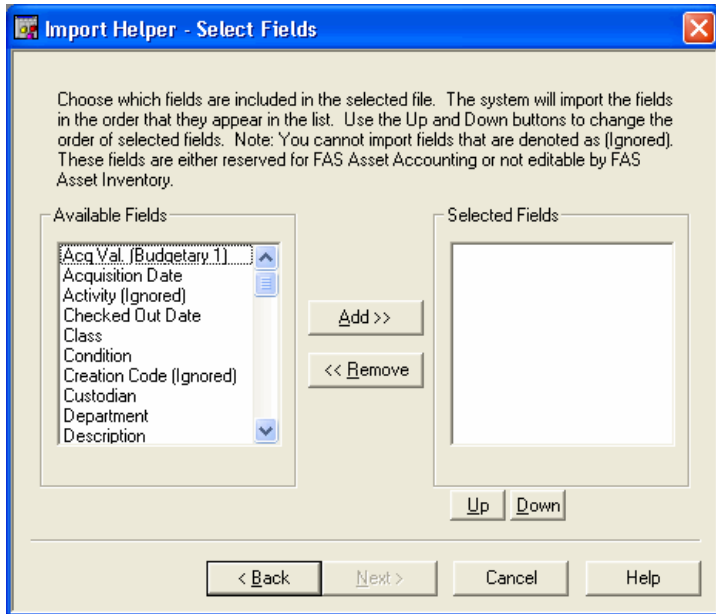 Import Helper - Select Fields
Choose which fields are included in the selected file. The system will import the fields
in the order that they appear in the list. Use the Up and Down buttons to change the
order of selected fields. Note: You cannot import fields that are denoted as (Ignored).
These fields are either reserved for FAS Asset Accounting or not editable by FAS
Asset Inventory.
Available Fields
Acq Val. (Budgetary 1)
Acquisition Date
Activity (Ignored)
Checked Out Date
Class
Condition
Creation Code (Ignored)
Custodian
Department
Description
Add >>
<< Remove
Selected Fields
Up Down
< Back Next > Cancel Help